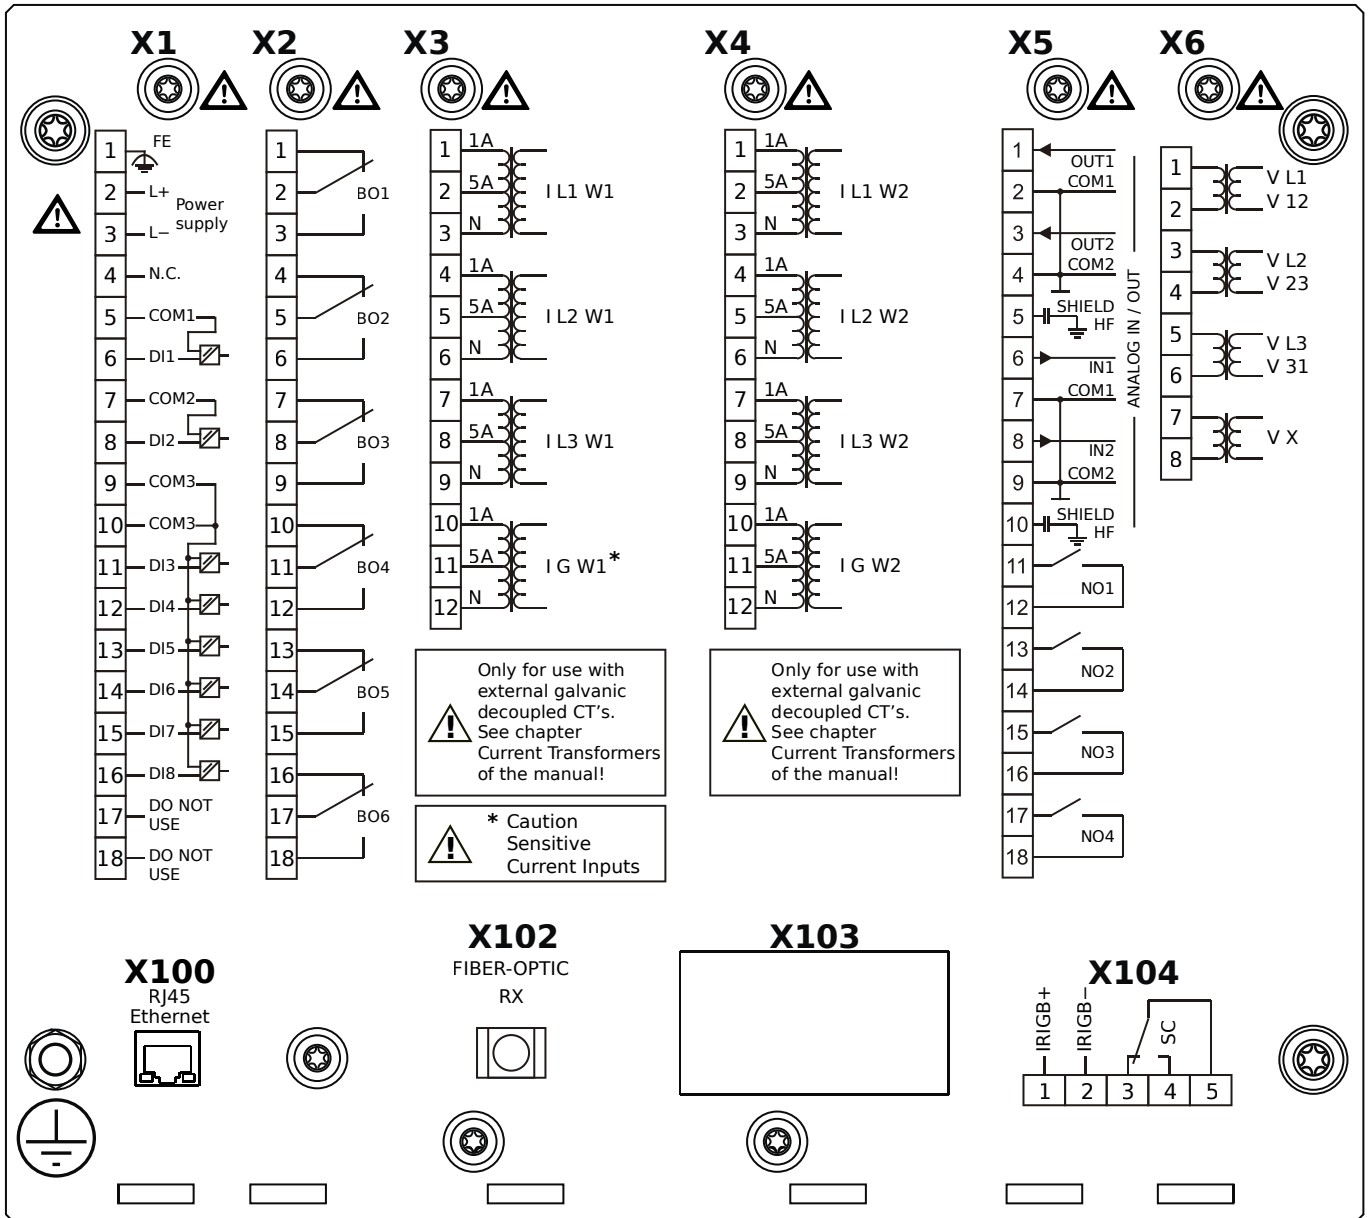 X1
X2
X3
X4
X5
X6
1
FE
2
L+
Power
supply
3
L−
4
N.C.
5
COM1
6
DI1
7
COM2
8
DI2
9
COM3
10
COM3
11
DI3
12
DI4
13
DI5
14
DI6
15
DI7
16
DI8
17
DO NOT
USE
18
DO NOT
USE
1
2
BO1
3
4
5
BO2
6
7
8
BO3
9
10
11
BO4
12
13
14
BO5
15
16
17
BO6
18
1
1A
2
5A
I L1 W1
3
N
4
1A
5
5A
I L2 W1
6
N
7
1A
8
5A
I L3 W1
9
N
10
1A
11
5A
I G W1*
12
N
Only for use with
external galvanic
decoupled CT's.
See chapter
Current Transformers
of the manual!
* Caution
Sensitive
Current Inputs
1
1A
2
5A
I L1 W2
3
N
4
1A
5
5A
I L2 W2
6
N
7
1A
8
5A
I L3 W2
9
N
10
1A
11
5A
I G W2
12
N
Only for use with
external galvanic
decoupled CT's.
See chapter
Current Transformers
of the manual!
1
OUT1
2
COM1
3
OUT2
4
COM2
5
SHIELD
HF
6
IN1
7
COM1
8
IN2
9
COM2
10
SHIELD
HF
ANALOG IN / OUT
11
NO1
12
13
NO2
14
15
NO3
16
17
NO4
18
1
V L1
2
V 12
3
V L2
4
V 23
5
V L3
6
V 31
7
V X
8
X100
RJ45
Ethernet
X102
FIBER-OPTIC
RX
X103
X104
IRIGB+
IRIGB−
SC
1
2
3
4
5